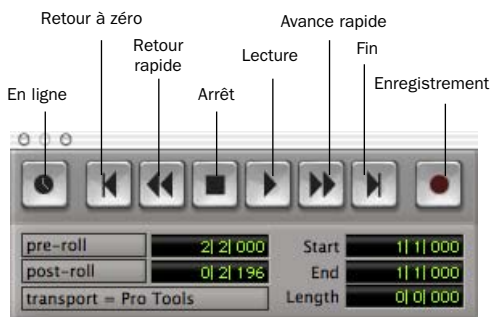 Retour à zéro
Avance rapide
Retour
rapide
Lecture
Fin
Enregistrement
En ligne
Arrêt
pre-roll 2| 2| 000 Start 1| 1| 000
post-roll 0| 2| 196 End 1| 1| 000
transport = Pro Tools Length 0| 0| 000